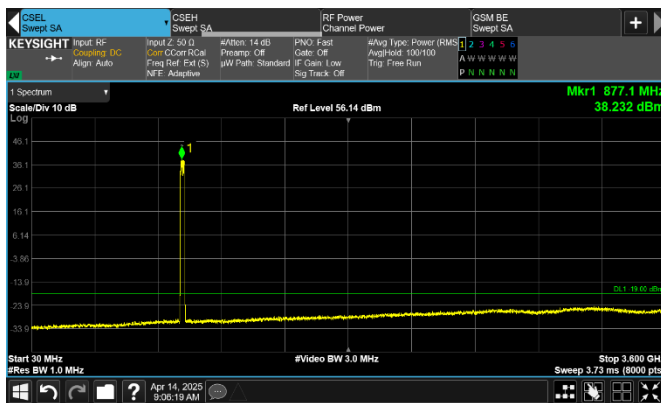 CSEL
Swept SA
CSEH
Swept SA
RF Power
Channel Power
GSM BE
Swept SA
+
KEYSIGHT
Input: RF
Coupling: DC
Align: Auto
Input Z: 50 Ω
Corr CCorr RCal
Freq Ref: Ext (S)
NFE: Adaptive
#Atten: 14 dB
Preamp: Off
µW Path: Standard
PNO: Fast
Gate: Off
IF Gain: Low
Sig Track: Off
#Avg Type: Power (RMS
Avg|Hold: 100/100
Trig: Free Run
1 2 3 4 5 6
A W W W W W
P N N N N N
1 Spectrum
Scale/Div 10 dB
Log
Ref Level 56.14 dBm
Mkr1 877.1 MHz
38.232 dBm
1
46.1
36.1
26.1
16.1
6.14
-3.86
-13.9
-23.9
-33.9
Start 30 MHz
#Res BW 1.0 MHz
#Video BW 3.0 MHz
Stop 3.600 GH
Sweep 3.73 ms (8000 pts
?
Apr 14, 2025
9:06:19 AM